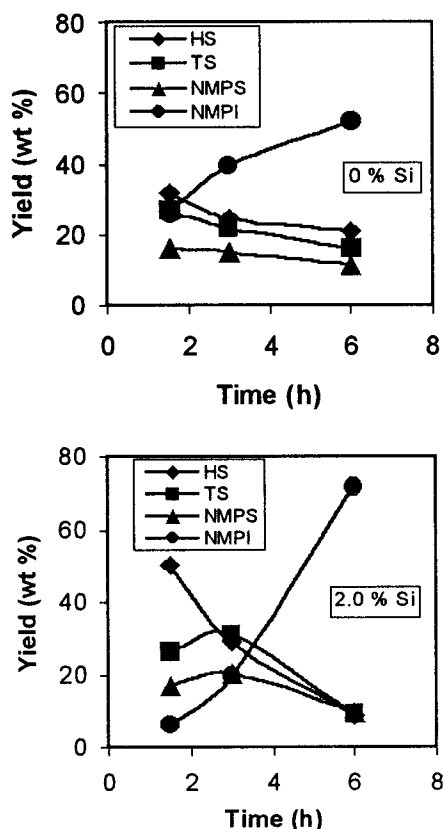 80
60
40
20
0
Yield (wt %)
HS
TS
NMPS
NMPI
0 % Si
0 2 4 6 8
Time (h)
80
60
40
20
0
Yield (wt %)
HS
TS
NMPS
NMPI
2.0 % Si
0 2 4 6 8
Time (h)